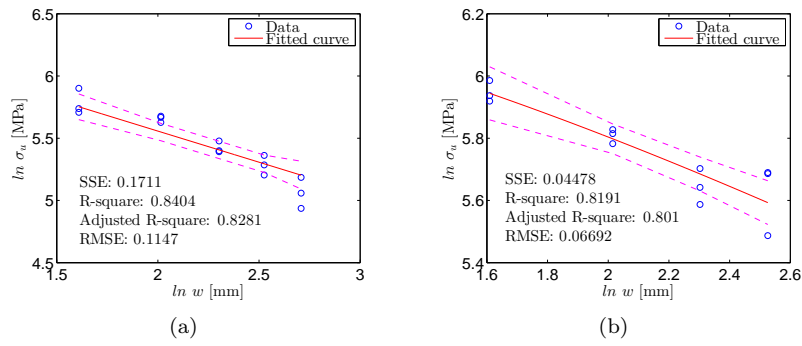 6.5
6
5.5
5
4.5
ln σu [MPa]
Data
Fitted curve
SSE: 0.1711
R-square: 0.8404
Adjusted R-square: 0.8281
RMSE: 0.1147
1.5 2 2.5 3
ln w [mm]
(a)
6.2
6
5.8
5.6
5.4
ln σu [MPa]
Data
Fitted curve
SSE: 0.04478
R-square: 0.8191
Adjusted R-square: 0.801
RMSE: 0.06692
1.6 1.8 2 2.2 2.4 2.6
ln w [mm]
(b)